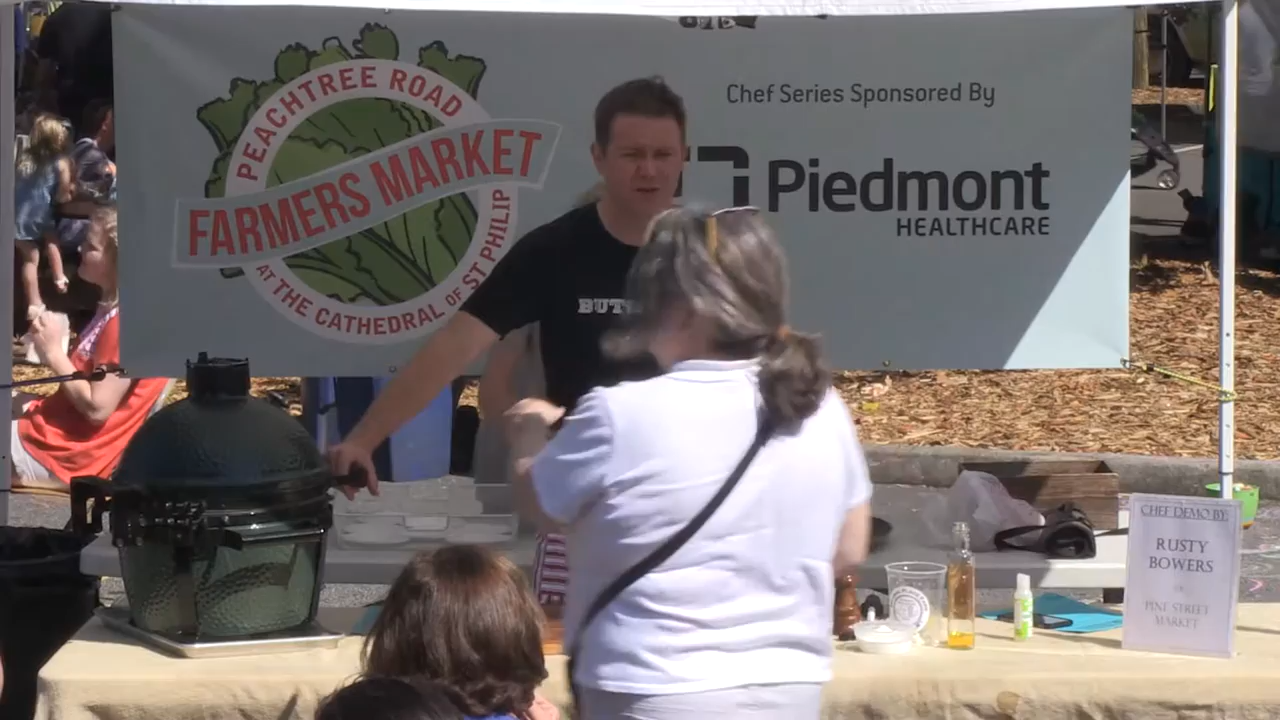 PEACHTREE ROAD
FARMERS MARKET
AT THE CATHEDRAL OF ST PHILIP
Chef Series Sponsored By
Piedmont
HEALTHCARE
CHEF DEMO BY:
RUSTY
BOWERS
PINE STREET
MARKET